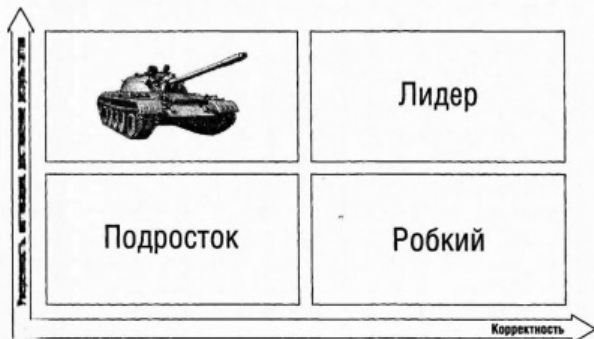 Лидер
Подросток
Робкий
Корректность